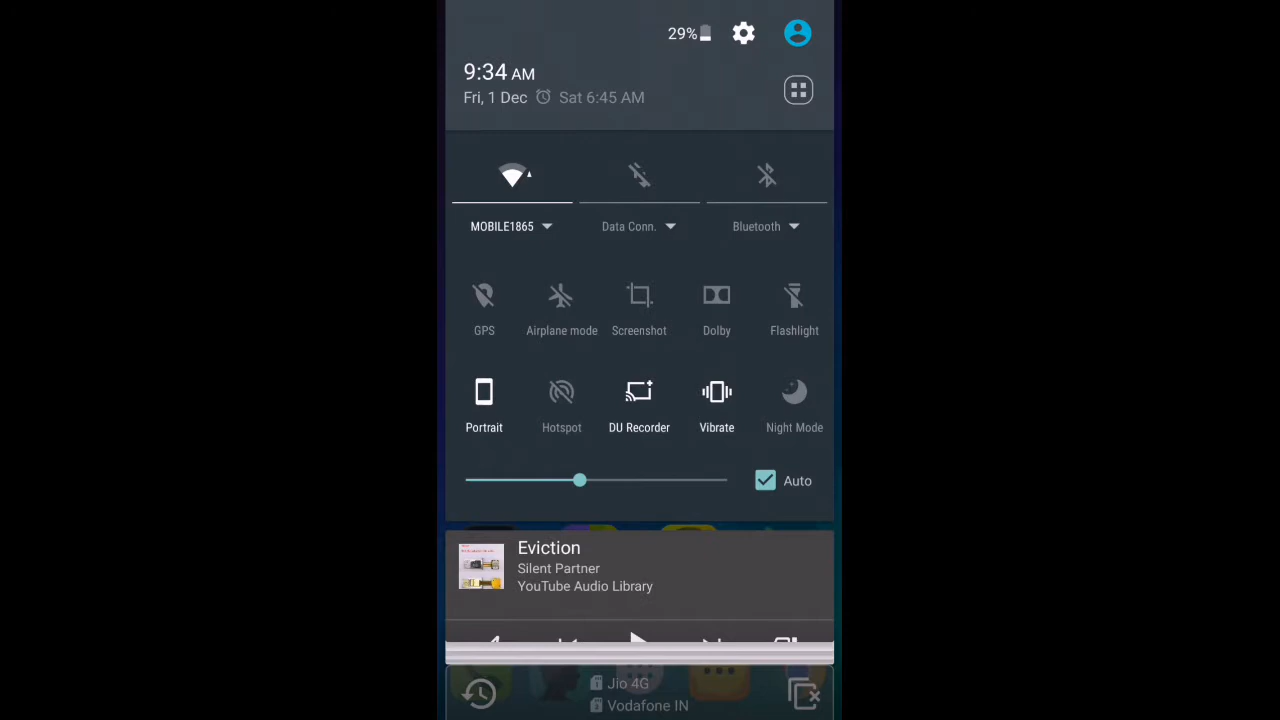 29%
9:34 AM
Fri, 1 Dec Sat 6:45 AM
MOBILE1865 Data Conn. Bluetooth
GPS Airplane mode Screenshot Dolby Flashlight
Portrait Hotspot DU Recorder Vibrate Night Mode
Auto
Eviction
Silent Partner
YouTube Audio Library
Jio 4G
Vodafone IN